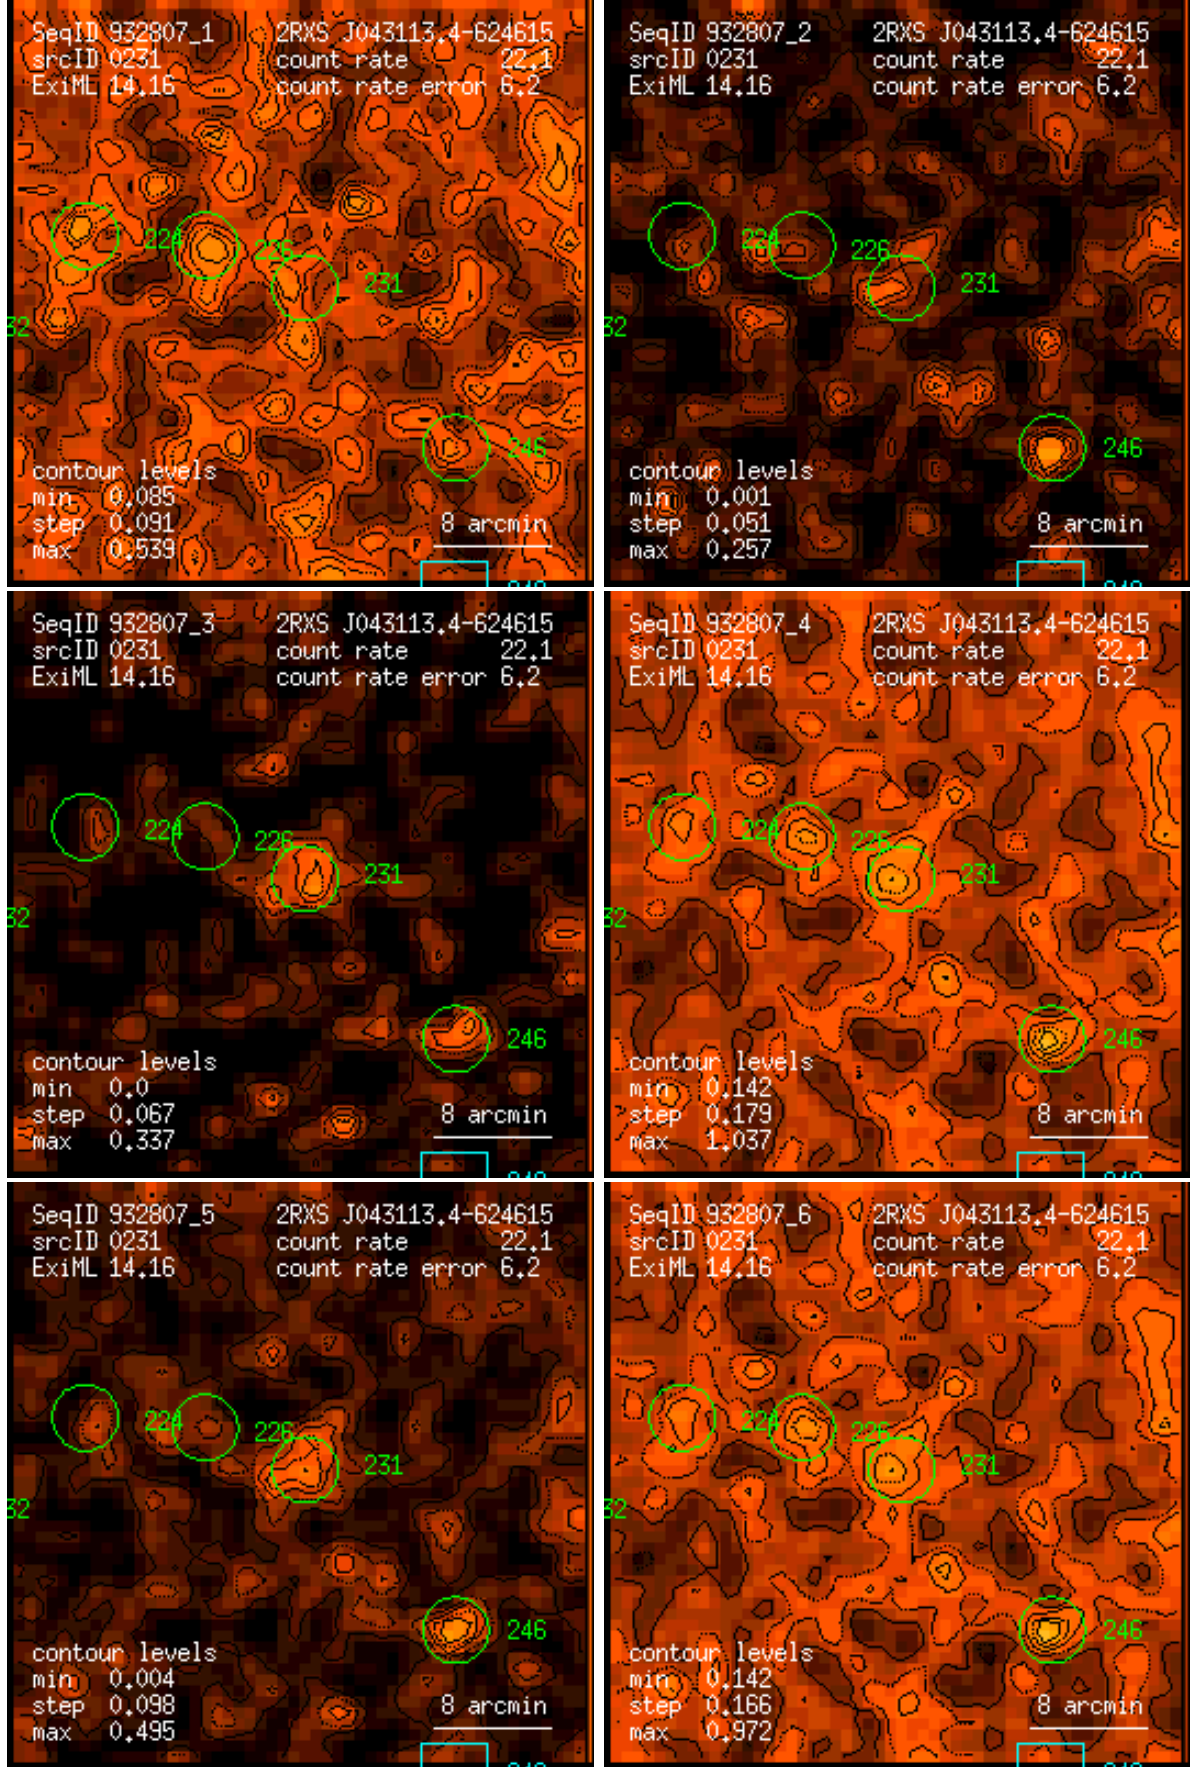 SeqID 932807_1 2RXS J043113.4-624615
srcID 0231 count rate 22.1
ExiML 14.16 count rate error 6.2
224
226
231
32
246
contour levels
min 0.085
step 0.091
max 0.539
8 arcmin
SeqID 932807_2 2RXS J043113.4-624615
srcID 0231 count rate 22.1
ExiML 14.16 count rate error 6.2
224
226
231
32
246
contour levels
min 0.001
step 0.051
max 0.257
8 arcmin
SeqID 932807_3 2RXS J043113.4-624615
srcID 0231 count rate 22.1
ExiML 14.16 count rate error 6.2
224
226
231
32
246
contour levels
min 0.0
step 0.067
max 0.337
8 arcmin
SeqID 932807_4 2RXS J043113.4-624615
srcID 0231 count rate 22.1
ExiML 14.16 count rate error 6.2
224
226
231
32
246
contour levels
min 0.142
step 0.179
max 1.037
8 arcmin
SeqID 932807_5 2RXS J043113.4-624615
srcID 0231 count rate 22.1
ExiML 14.16 count rate error 6.2
224
226
231
32
246
contour levels
min 0.004
step 0.098
max 0.495
8 arcmin
SeqID 932807_6 2RXS J043113.4-624615
srcID 0231 count rate 22.1
ExiML 14.16 count rate error 6.2
224
226
231
32
246
contour levels
min 0.142
step 0.166
max 0.972
8 arcmin